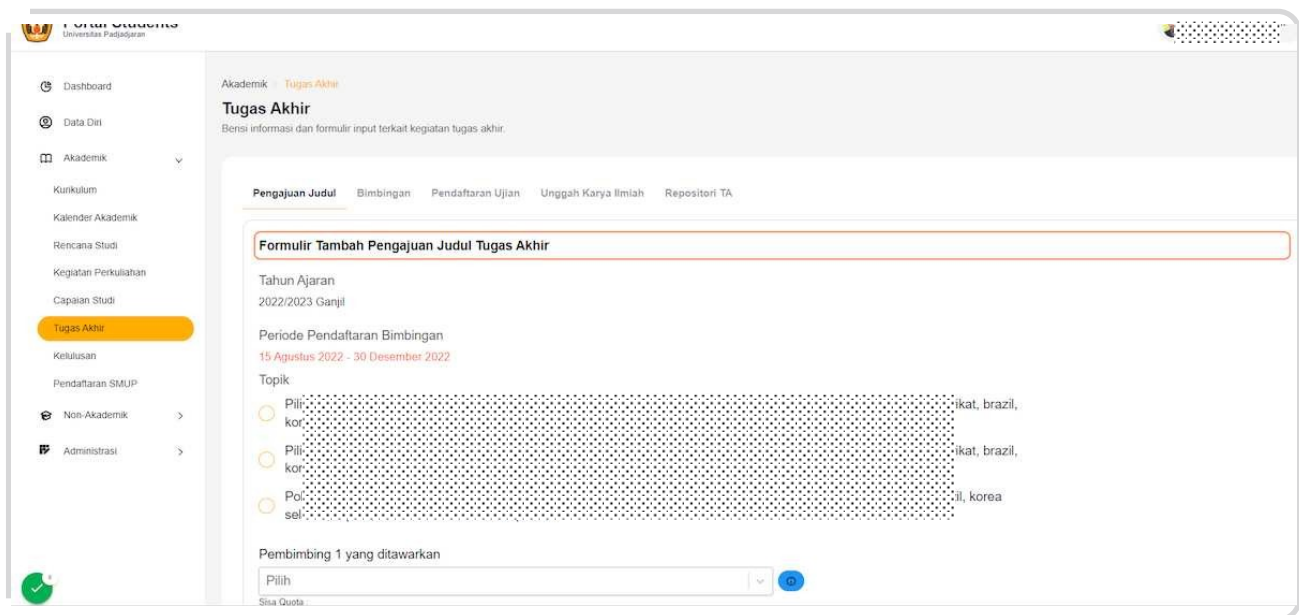 Portal Students
Universitas Padjadjaran
Dashboard
Data Diri
Akademik
Kurikulum
Kalender Akademik
Rencana Studi
Kegiatan Perkuliahan
Capaian Studi
Tugas Akhir
Kelulusan
Pendaftaran SMUP
Non-Akademik
Administrasi
Akademik Tugas Akhir
Tugas Akhir
Berisi informasi dan formulir input terkait kegiatan tugas akhir.
Pengajuan Judul Bimbingan Pendaftaran Ujian Unggah Karya Ilmiah Repositori TA
Formulir Tambah Pengajuan Judul Tugas Akhir
Tahun Ajaran
2022/2023 Ganjil
Periode Pendaftaran Bimbingan
15 Agustus 2022 - 30 Desember 2022
Topik
brazil,
brazil,
korea
Pembimbing 1 yang ditawarkan
Pilih
Sisa Quota :